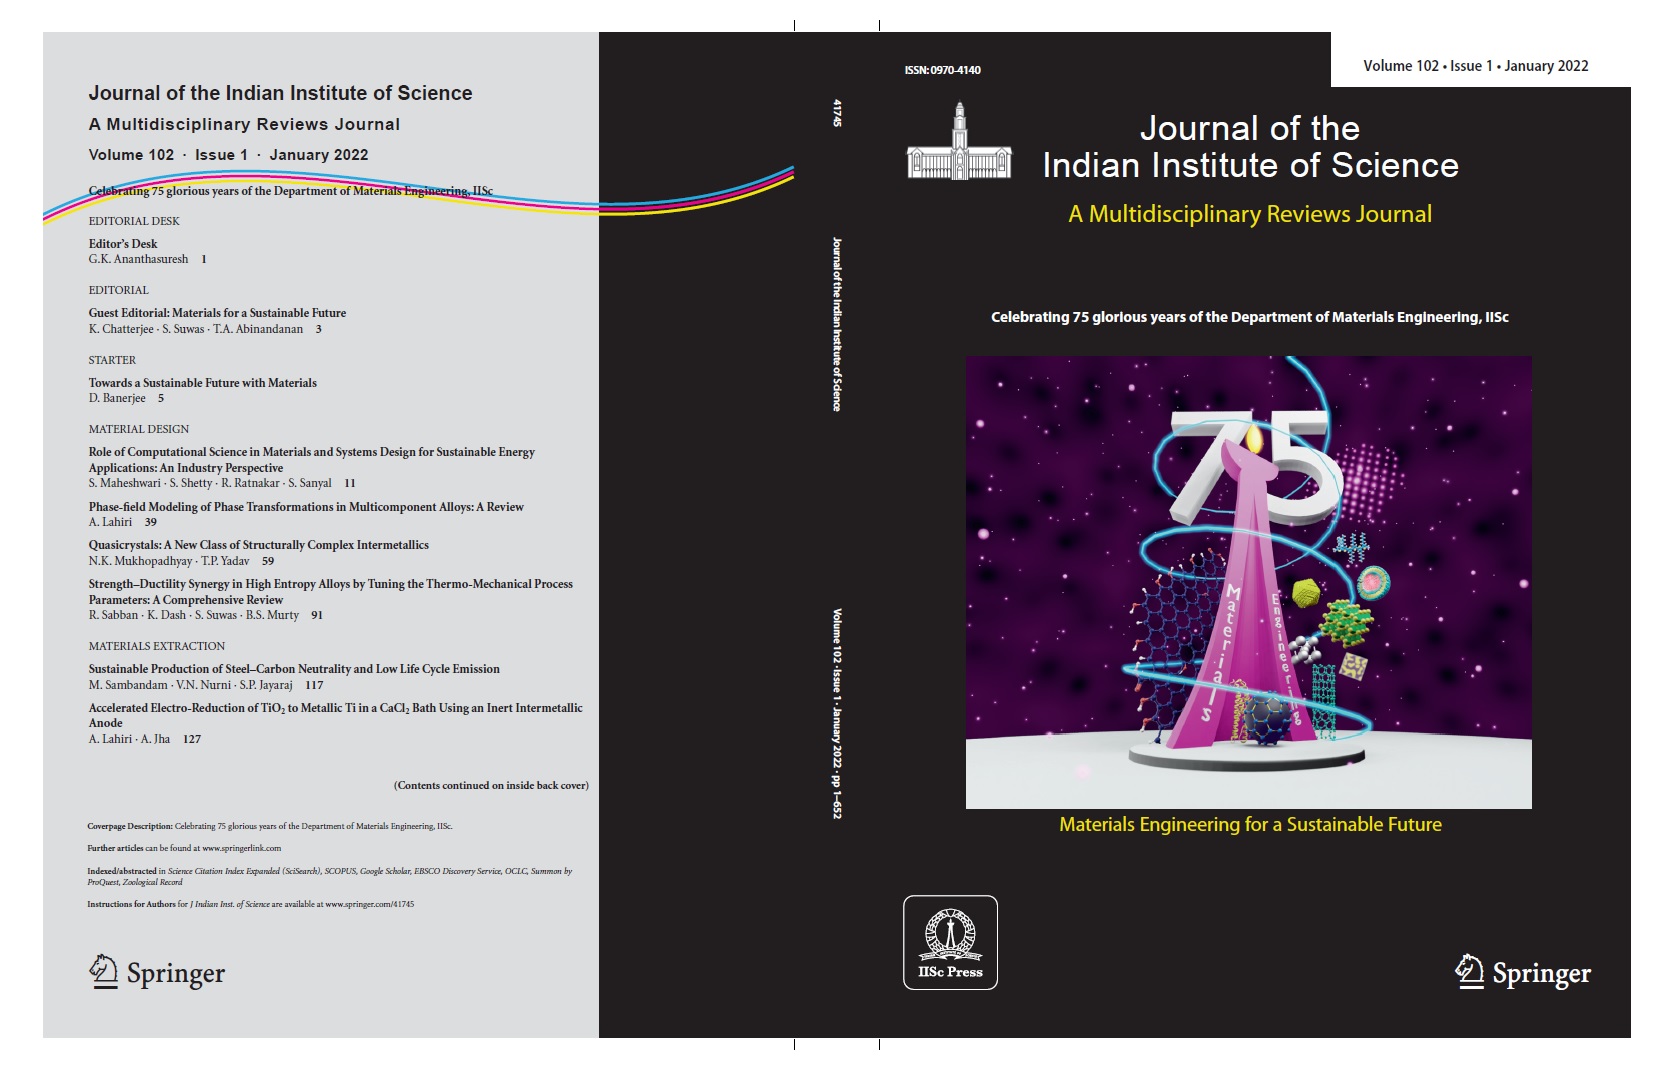 Journal of the Indian Institute of Science
A Multidisciplinary Reviews Journal
Volume 102 · Issue 1 · January 2022
Celebrating 75 glorious years of the Department of Materials Engineering, IISc
EDITORIAL DESK
Editor's Desk
G.K. Ananthasuresh 1
EDITORIAL
Guest Editorial: Materials for a Sustainable Future
K. Chatterjee · S. Suwas · T.A. Abinandanan 3
STARTER
Towards a Sustainable Future with Materials
D. Banerjee 5
MATERIAL DESIGN
Role of Computational Science in Materials and Systems Design for Sustainable Energy
Applications: An Industry Perspective
S. Maheshwari · S. Shetty · R. Ratnakar · S. Sanyal 11
Phase-field Modeling of Phase Transformations in Multicomponent Alloys: A Review
A. Lahiri 39
Quasicrystals: A New Class of Structurally Complex Intermetallics
N.K. Mukhopadhyay · T.P. Yadav 59
Strength–Ductility Synergy in High Entropy Alloys by Tuning the Thermo-Mechanical Process
Parameters: A Comprehensive Review
R. Sabban · K. Dash · S. Suwas · B.S. Murty 91
MATERIALS EXTRACTION
Sustainable Production of Steel–Carbon Neutrality and Low Life Cycle Emission
M. Sambandam · V.N. Nurni · S.P. Jayaraj 117
Accelerated Electro-Reduction of TiO₂ to Metallic Ti in a CaCl₂ Bath Using an Inert Intermetallic
Anode
A. Lahiri · A. Jha 127
(Contents continued on inside back cover)
Coverpage Description: Celebrating 75 glorious years of the Department of Materials Engineering, IISc.
Further articles can be found at www.springerlink.com
Indexed/abstracted in Science Citation Index Expanded (SciSearch), SCOPUS, Google Scholar, EBSCO Discovery Service, OCLC, Summon by
ProQuest, Zoological Record
Instructions for Authors for J Indian Inst. of Science are available at www.springer.com/41745
Springer
41745
Journal of the Indian Institute of Science
Volume 102 · Issue 1 · January 2022 · pp 1–652
ISSN: 0970-4140
Volume 102 • Issue 1 • January 2022
Journal of the
Indian Institute of Science
A Multidisciplinary Reviews Journal
Celebrating 75 glorious years of the Department of Materials Engineering, IISc
75
Materials
Engineering
Materials Engineering for a Sustainable Future
IISc Press
Springer